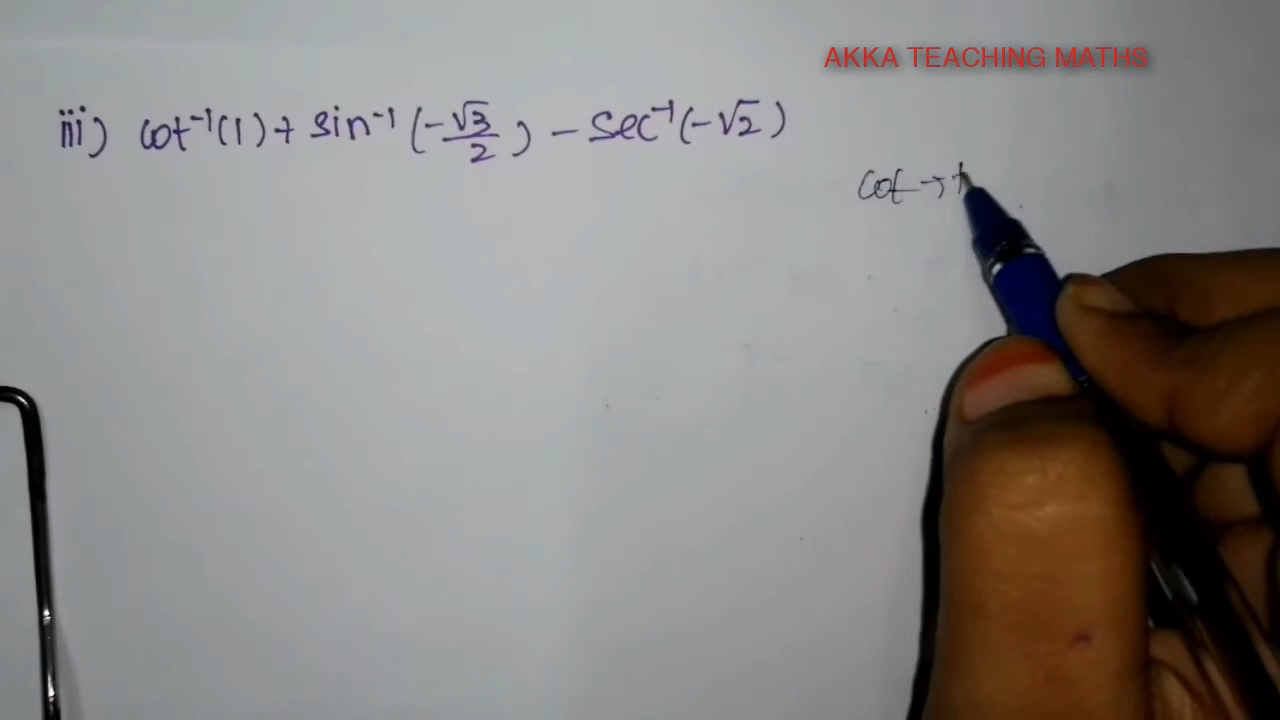 AKKA TEACHING MATHS
iii) cot⁻¹(1) + sin⁻¹(-√3/2) - sec⁻¹(-√2)
cot → t